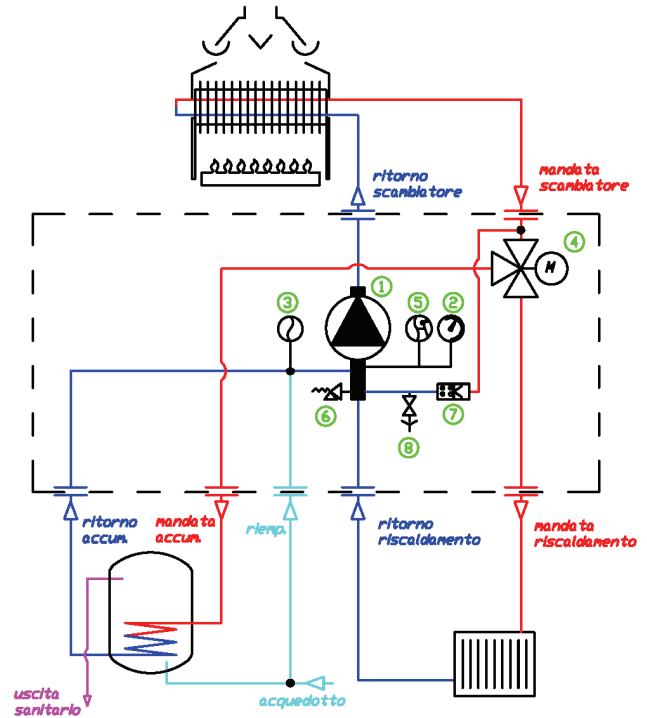 ritorno
scambiatore
mandata
scambiatore
4
M
1
3
5
2
6
7
8
ritorno
accum.
mandata
accum.
riemp.
ritorno
riscaldamento
mandata
riscaldamento
uscita
sanitario
acquedotto